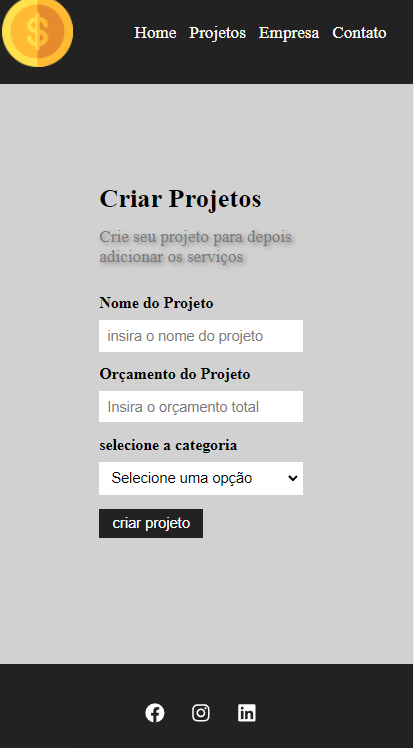 $
Home Projetos Empresa Contato
Criar Projetos
Crie seu projeto para depois
adicionar os serviços
Nome do Projeto
insira o nome do projeto
Orçamento do Projeto
Insira o orçamento total
selecione a categoria
Selecione uma opção
criar projeto